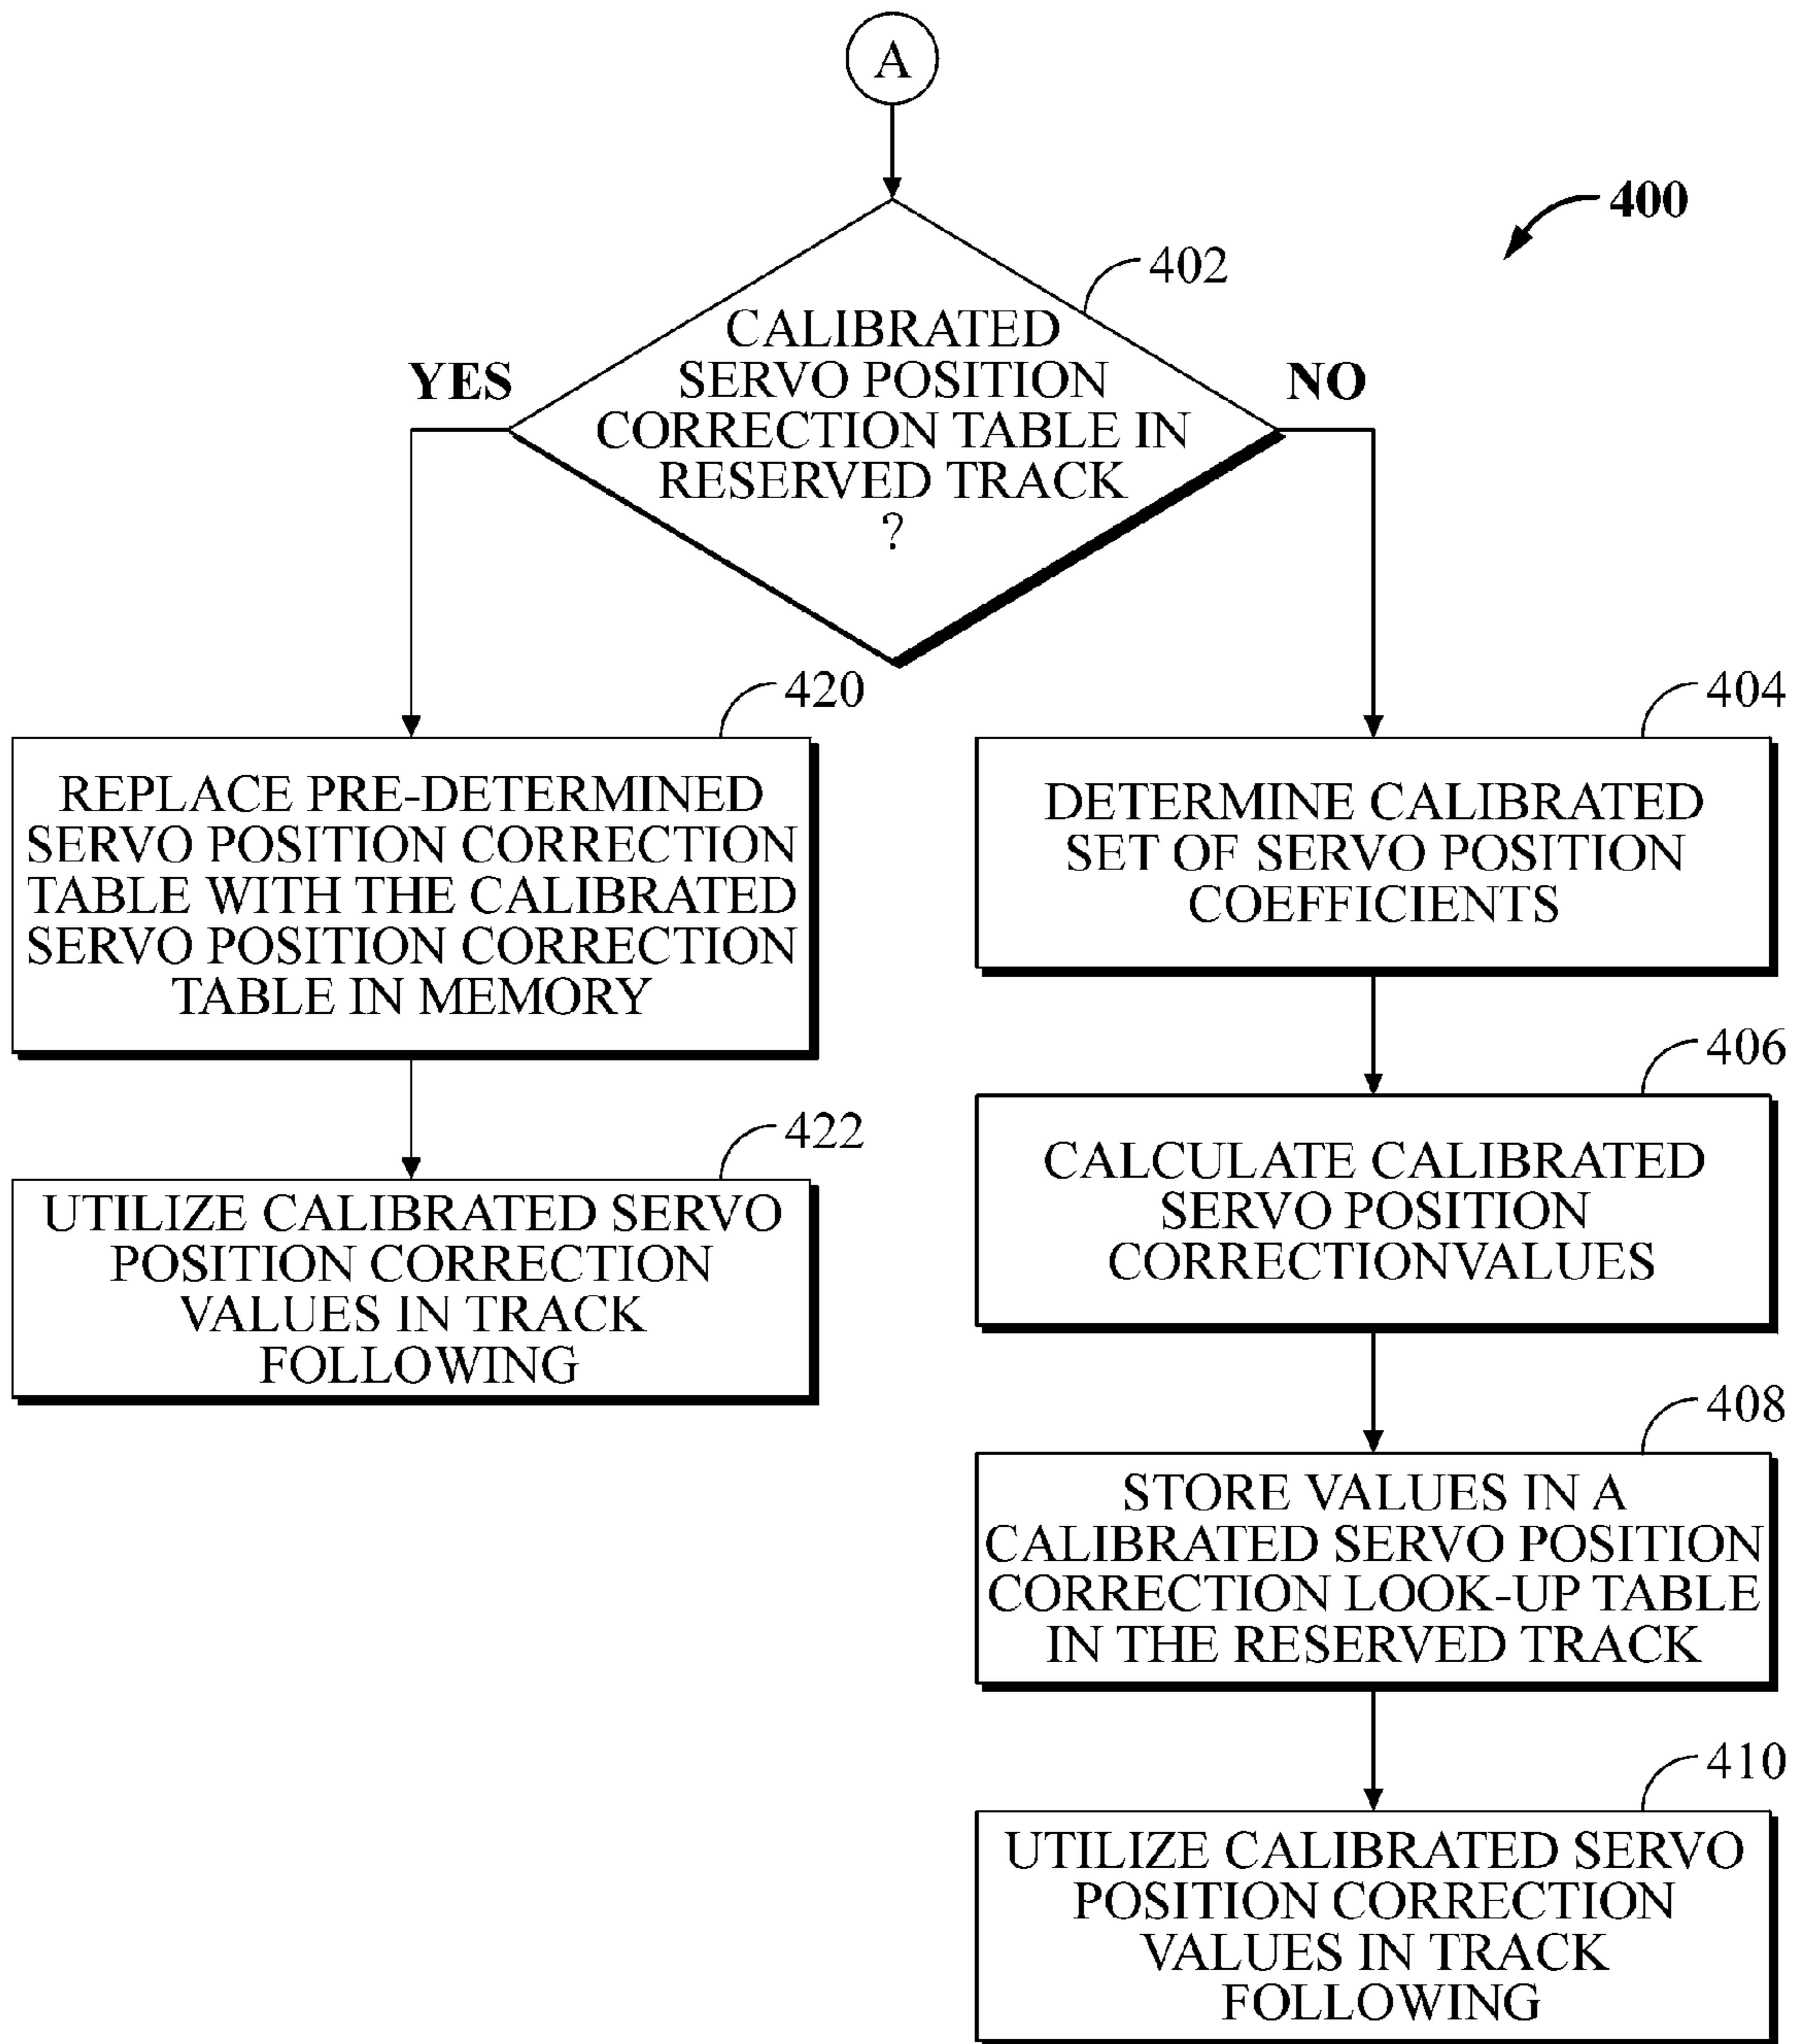 A
400
402
CALIBRATED
SERVO POSITION
CORRECTION TABLE IN
RESERVED TRACK
?
YES
NO
420
REPLACE PRE-DETERMINED
SERVO POSITION CORRECTION
TABLE WITH THE CALIBRATED
SERVO POSITION CORRECTION
TABLE IN MEMORY
422
UTILIZE CALIBRATED SERVO
POSITION CORRECTION
VALUES IN TRACK
FOLLOWING
404
DETERMINE CALIBRATED
SET OF SERVO POSITION
COEFFICIENTS
406
CALCULATE CALIBRATED
SERVO POSITION
CORRECTIONVALUES
408
STORE VALUES IN A
CALIBRATED SERVO POSITION
CORRECTION LOOK-UP TABLE
IN THE RESERVED TRACK
410
UTILIZE CALIBRATED SERVO
POSITION CORRECTION
VALUES IN TRACK
FOLLOWING